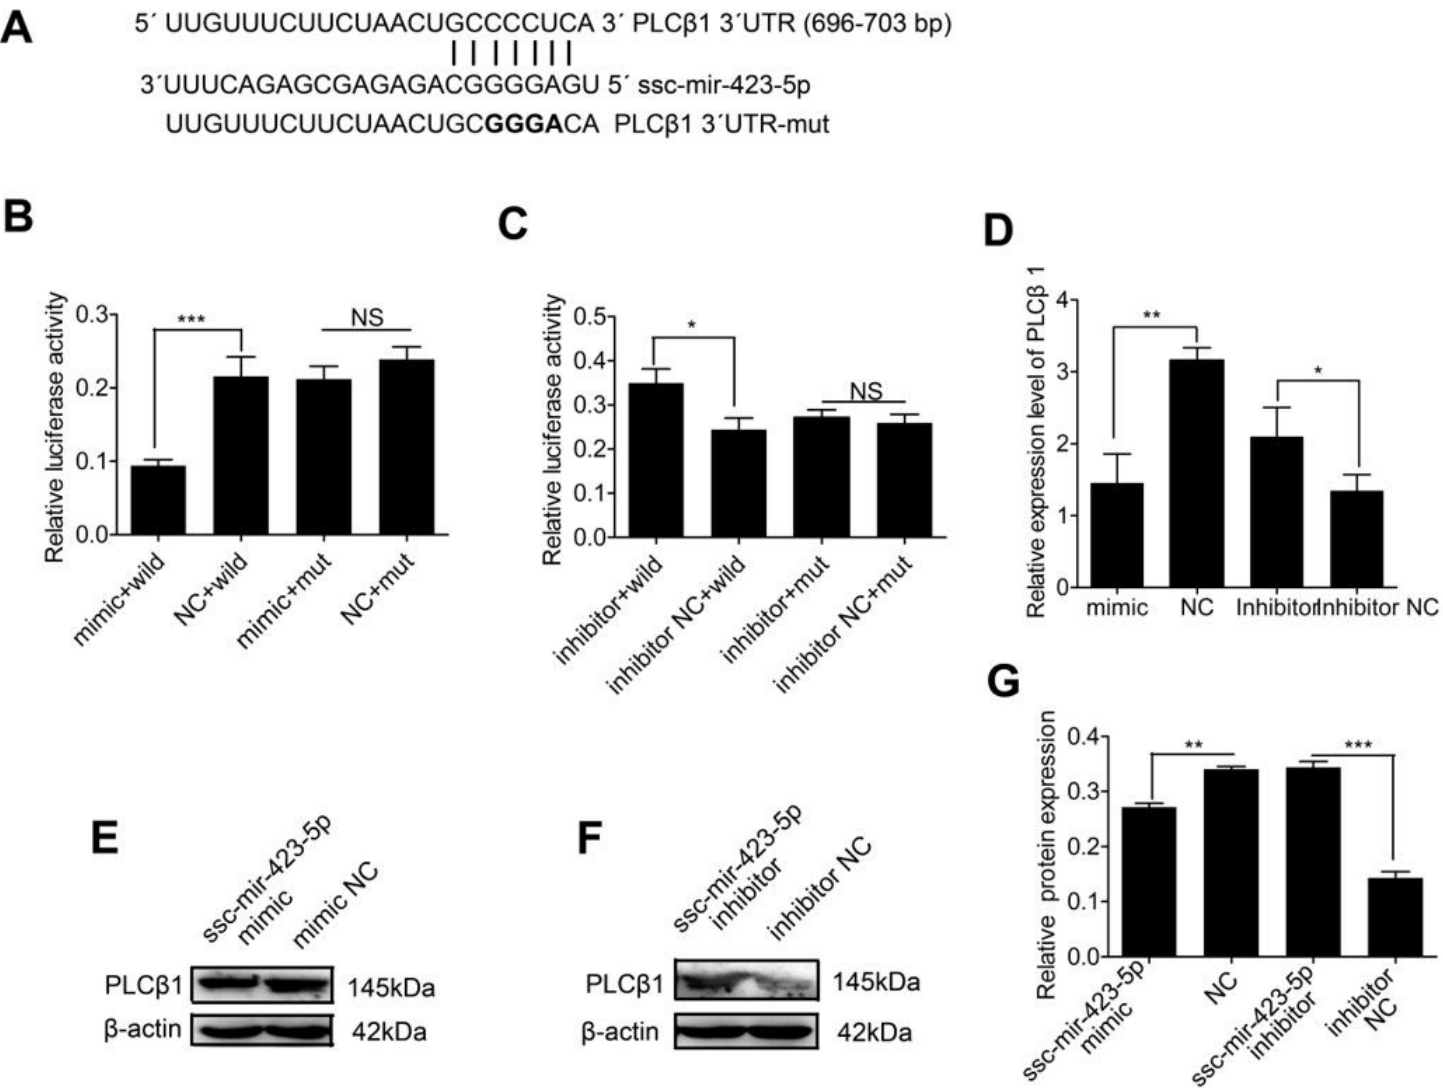 A
5´ UUGUUUCUUCUAACUGCCCCUCA 3´ PLCβ1 3´UTR (696-703 bp)
3´UUUCAGAGCGAGAGACGGGGAGU 5´ ssc-mir-423-5p
UUGUUUCUUCUAACUGCGGGACA PLCβ1 3´UTR-mut
B
Relative luciferase activity
0.3
0.2
0.1
0.0
***
NS
mimic+wild
NC+wild
mimic+mut
NC+mut
C
Relative luciferase activity
0.5
0.4
0.3
0.2
0.1
0.0
*
NS
inhibitor+wild
inhibitor NC+wild
inhibitor+mut
inhibitor NC+mut
D
Relative expression level of PLCβ 1
4
3
2
1
0
**
*
mimic
NC
Inhibitor
Inhibitor NC
E
ssc-mir-423-5p
mimic
mimic NC
PLCβ1
145kDa
β-actin
42kDa
F
ssc-mir-423-5p
inhibitor
inhibitor NC
PLCβ1
145kDa
β-actin
42kDa
G
Relative protein expression
0.4
0.3
0.2
0.1
0.0
**
***
ssc-mir-423-5p
mimic
NC
ssc-mir-423-5p
inhibitor
inhibitor
NC